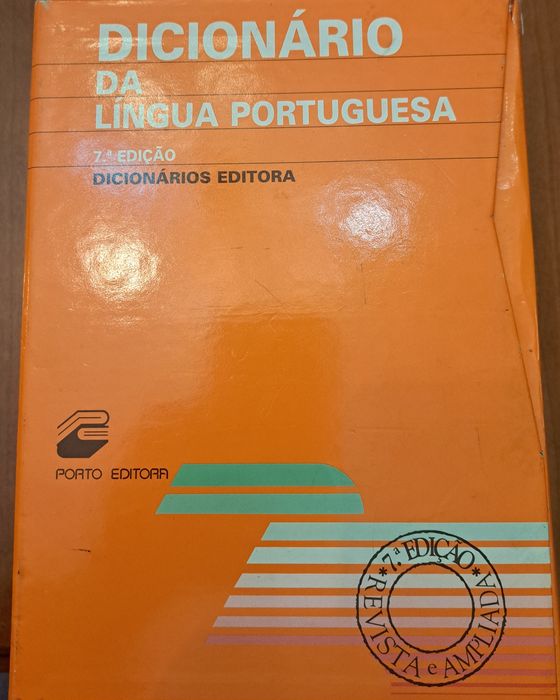 DICIONÁRIO
DA
LÍNGUA PORTUGUESA
7.ª EDIÇÃO
DICIONÁRIOS EDITORA
PORTO EDITORA
* 7.ª EDIÇÃO *
REVISTA e AMPLIADA